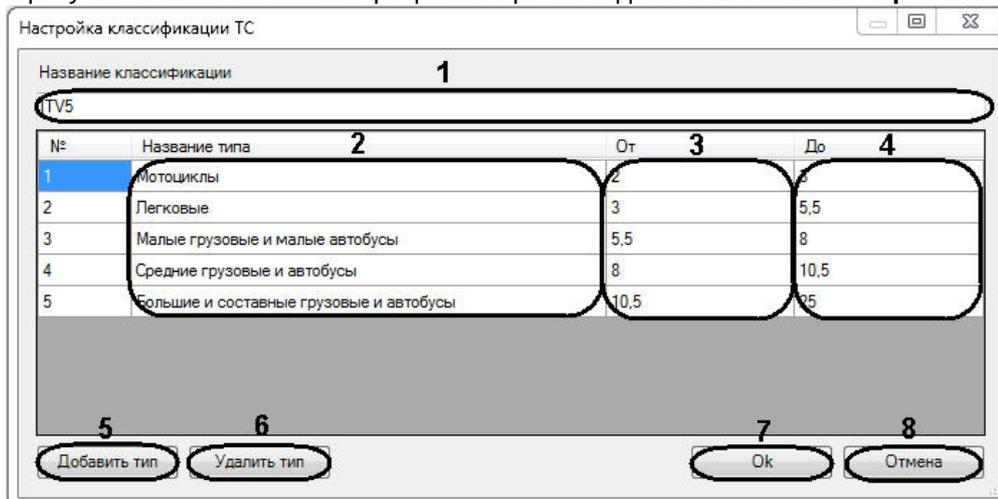 Настройка классификации ТС
Название классификации 1
ITV5
№ Название типа 2 От 3 До 4
1 Мотоциклы 2 3
2 Легковые 3 5,5
3 Малые грузовые и малые автобусы 5,5 8
4 Средние грузовые и автобусы 8 10,5
5 Большие и составные грузовые и автобусы 10,5 25
5 6 7 8
Добавить тип Удалить тип Ok Отмена